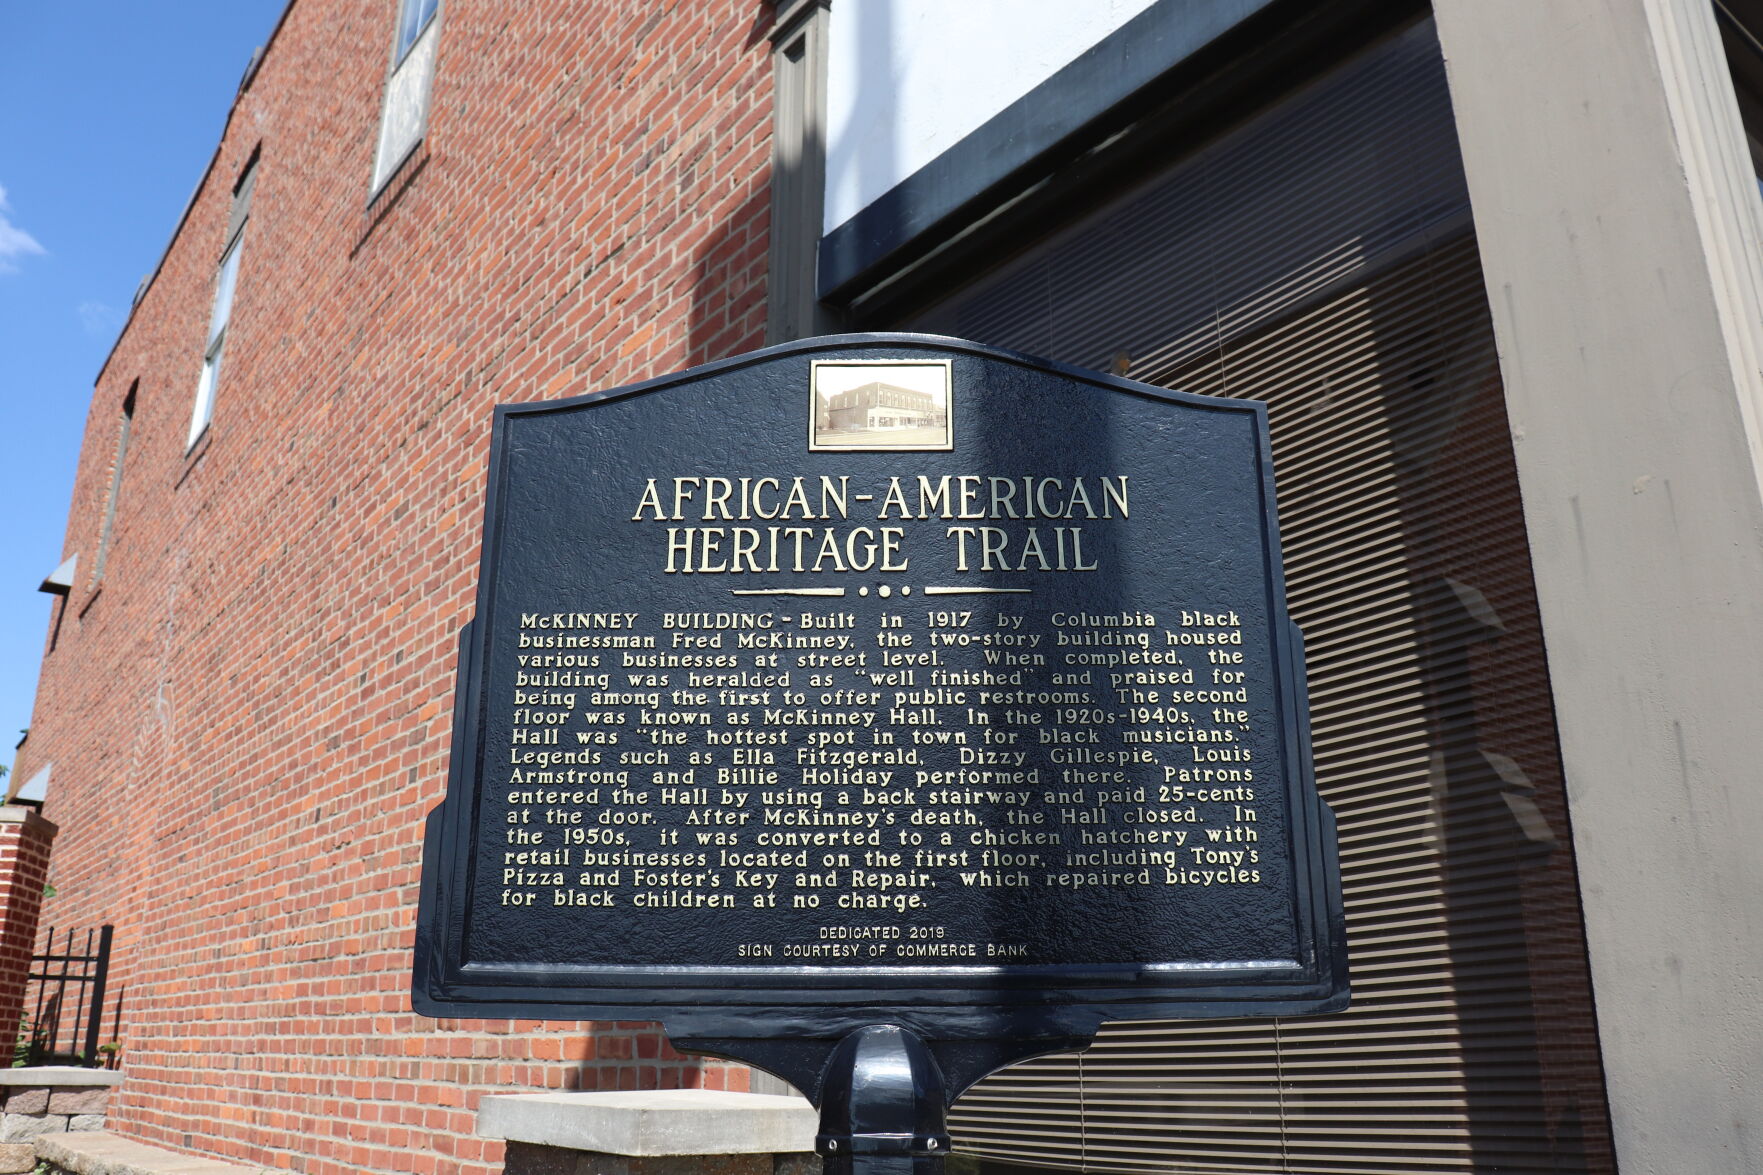 AFRICAN-AMERICAN
HERITAGE TRAIL
McKINNEY BUILDING - Built in 1917 by Columbia black
businessman Fred McKinney, the two-story building housed
various businesses at street level. When completed, the
building was heralded as "well finished" and praised for
being among the first to offer public restrooms. The second
floor was known as McKinney Hall. In the 1920s-1940s, the
Hall was "the hottest spot in town for black musicians."
Legends such as Ella Fitzgerald, Dizzy Gillespie, Louis
Armstrong and Billie Holiday performed there. Patrons
entered the Hall by using a back stairway and paid 25-cents
at the door. After McKinney's death, the Hall closed. In
the 1950s, it was converted to a chicken hatchery with
retail businesses located on the first floor, including Tony's
Pizza and Foster's Key and Repair, which repaired bicycles
for black children at no charge.
DEDICATED 2019
SIGN COURTESY OF COMMERCE BANK